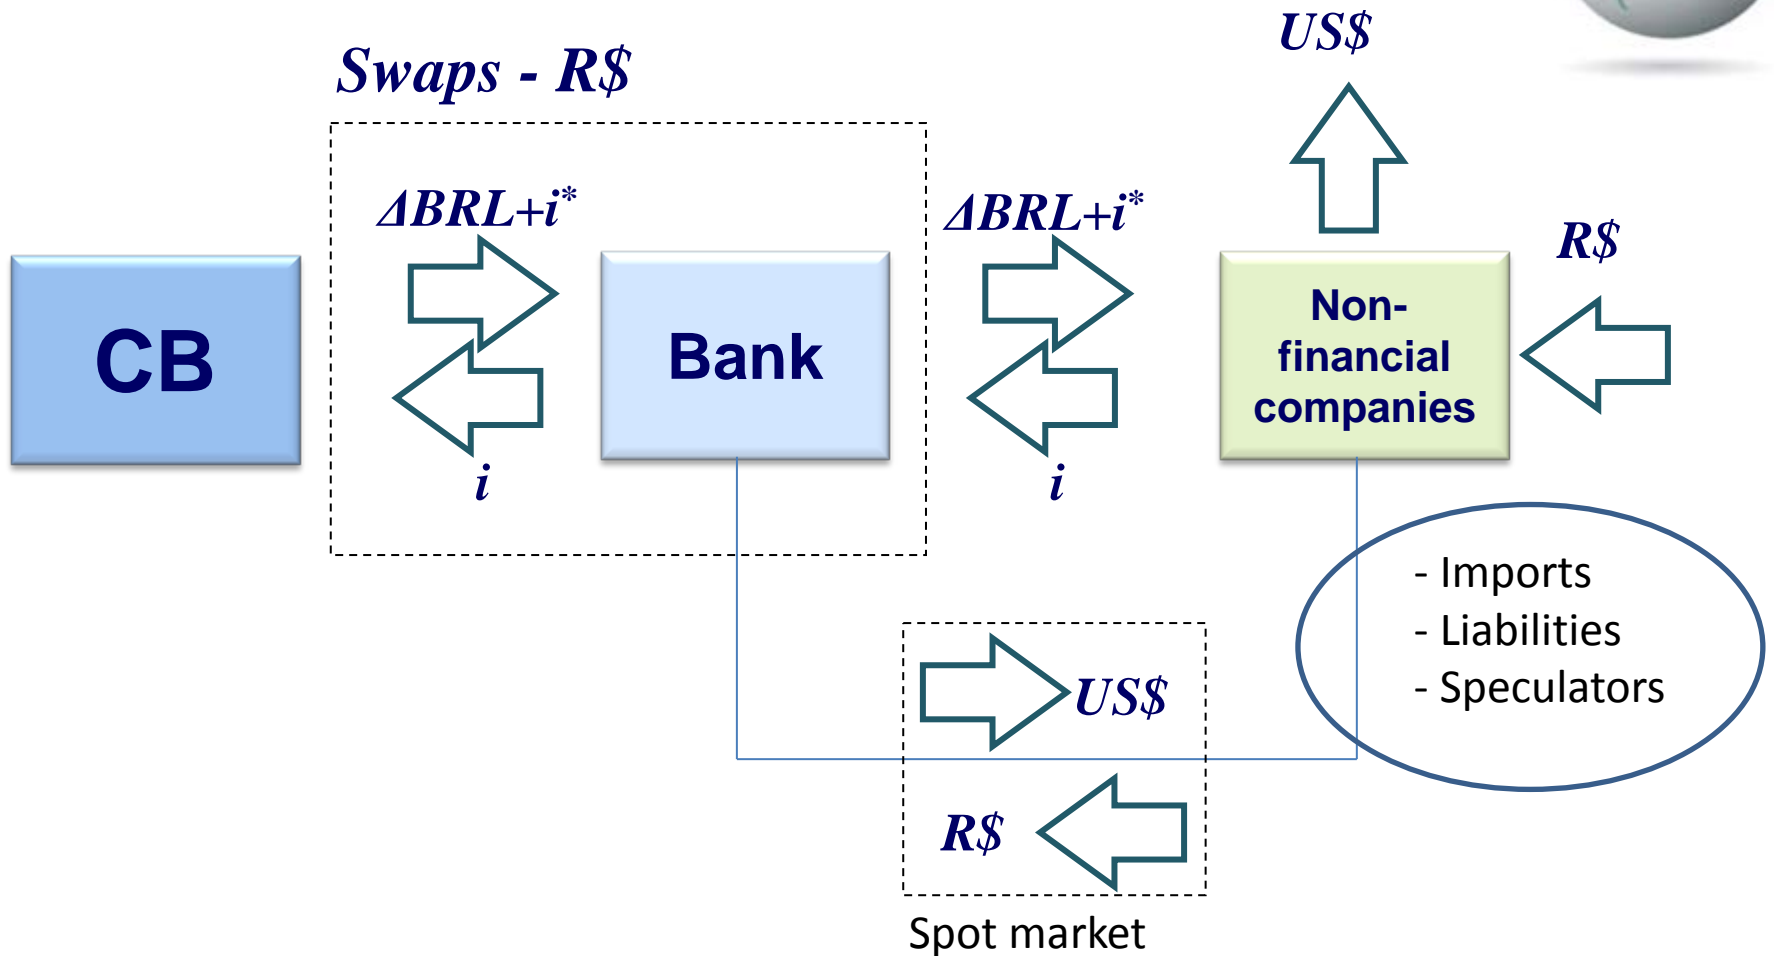 US$
Swaps - R$
ΔBRL+i*
ΔBRL+i*
R$
CB
Bank
Non-
financial
companies
i
i
- Imports
- Liabilities
- Speculators
US$
R$
Spot market